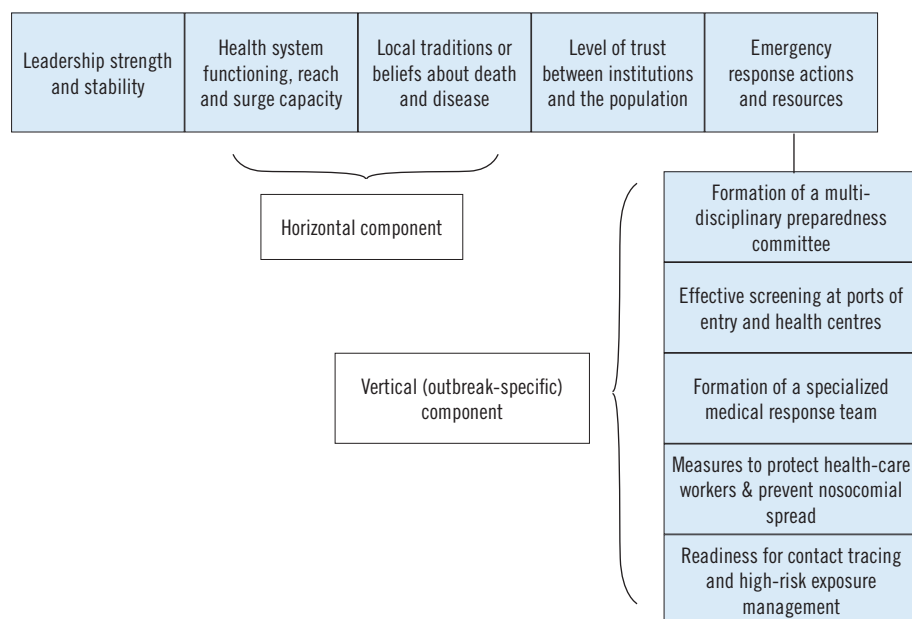 Leadership strength
and stability
Health system
functioning, reach
and surge capacity
Local traditions or
beliefs about death
and disease
Level of trust
between institutions
and the population
Emergency
response actions
and resources
Horizontal component
Vertical (outbreak-specific)
component
Formation of a multi-
disciplinary preparedness
committee
Effective screening at ports of
entry and health centres
Formation of a specialized
medical response team
Measures to protect health-care
workers & prevent nosocomial
spread
Readiness for contact tracing
and high-risk exposure
management